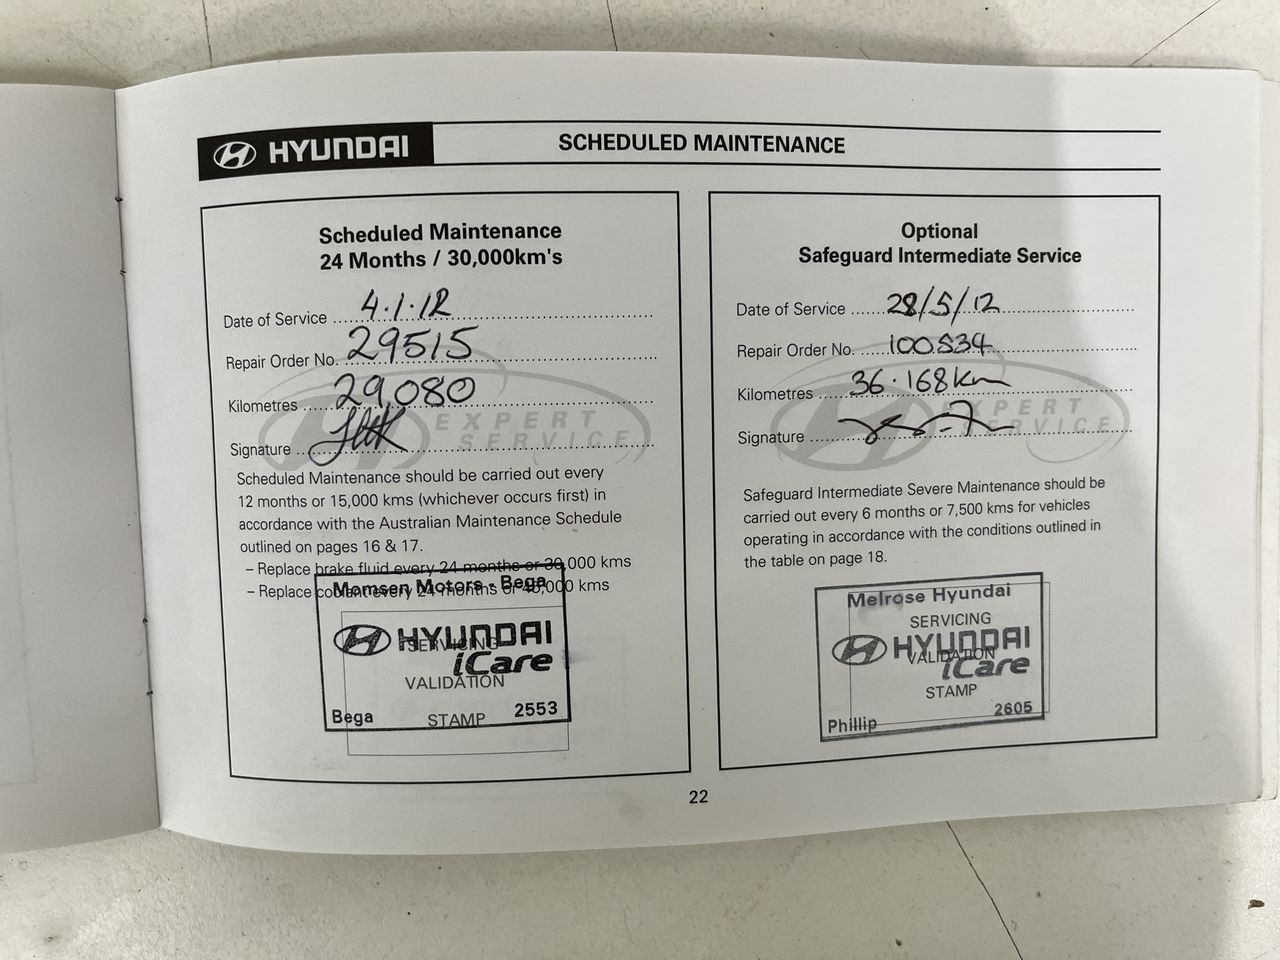 HYUNDAI
SCHEDULED MAINTENANCE
Scheduled Maintenance
24 Months / 30,000km's
Date of Service 4.1.12
Repair Order No. 29515
Kilometres 29,080
Signature
EXPERT
SERVICE
Scheduled Maintenance should be carried out every
12 months or 15,000 kms (whichever occurs first) in
accordance with the Australian Maintenance Schedule
outlined on pages 16 & 17.
– Replace brake fluid every 24 months or 30,000 kms
– Replace coolant every 24 months or 45,000 kms
Momsen Motors - Bega
HYUNDAI
SERVICING
iCare
VALIDATION
Bega 2553
STAMP
Optional
Safeguard Intermediate Service
Date of Service 28/5/12
Repair Order No. 100534
Kilometres 36.168km
Signature
EXPERT
SERVICE
Safeguard Intermediate Severe Maintenance should be
carried out every 6 months or 7,500 kms for vehicles
operating in accordance with the conditions outlined in
the table on page 18.
Melrose Hyundai
SERVICING
HYUNDAI
VALIDATION
iCare
STAMP
Phillip 2605
22